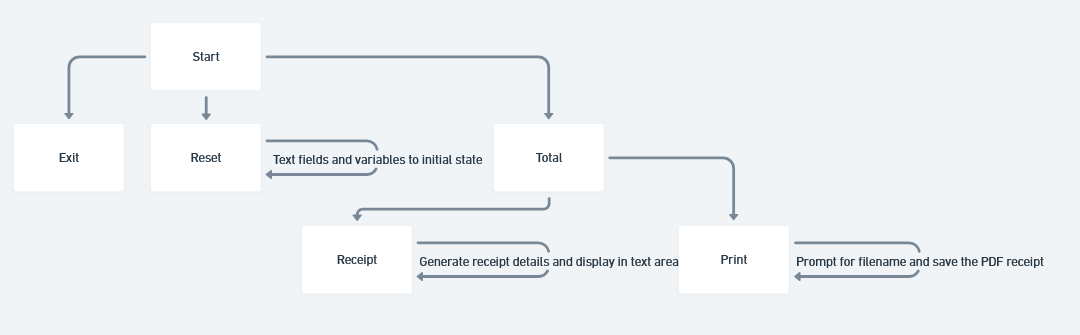 Start
Exit
Reset
Text fields and variables to initial state
Total
Receipt
Generate receipt details and display in text area
Print
Prompt for filename and save the PDF receipt